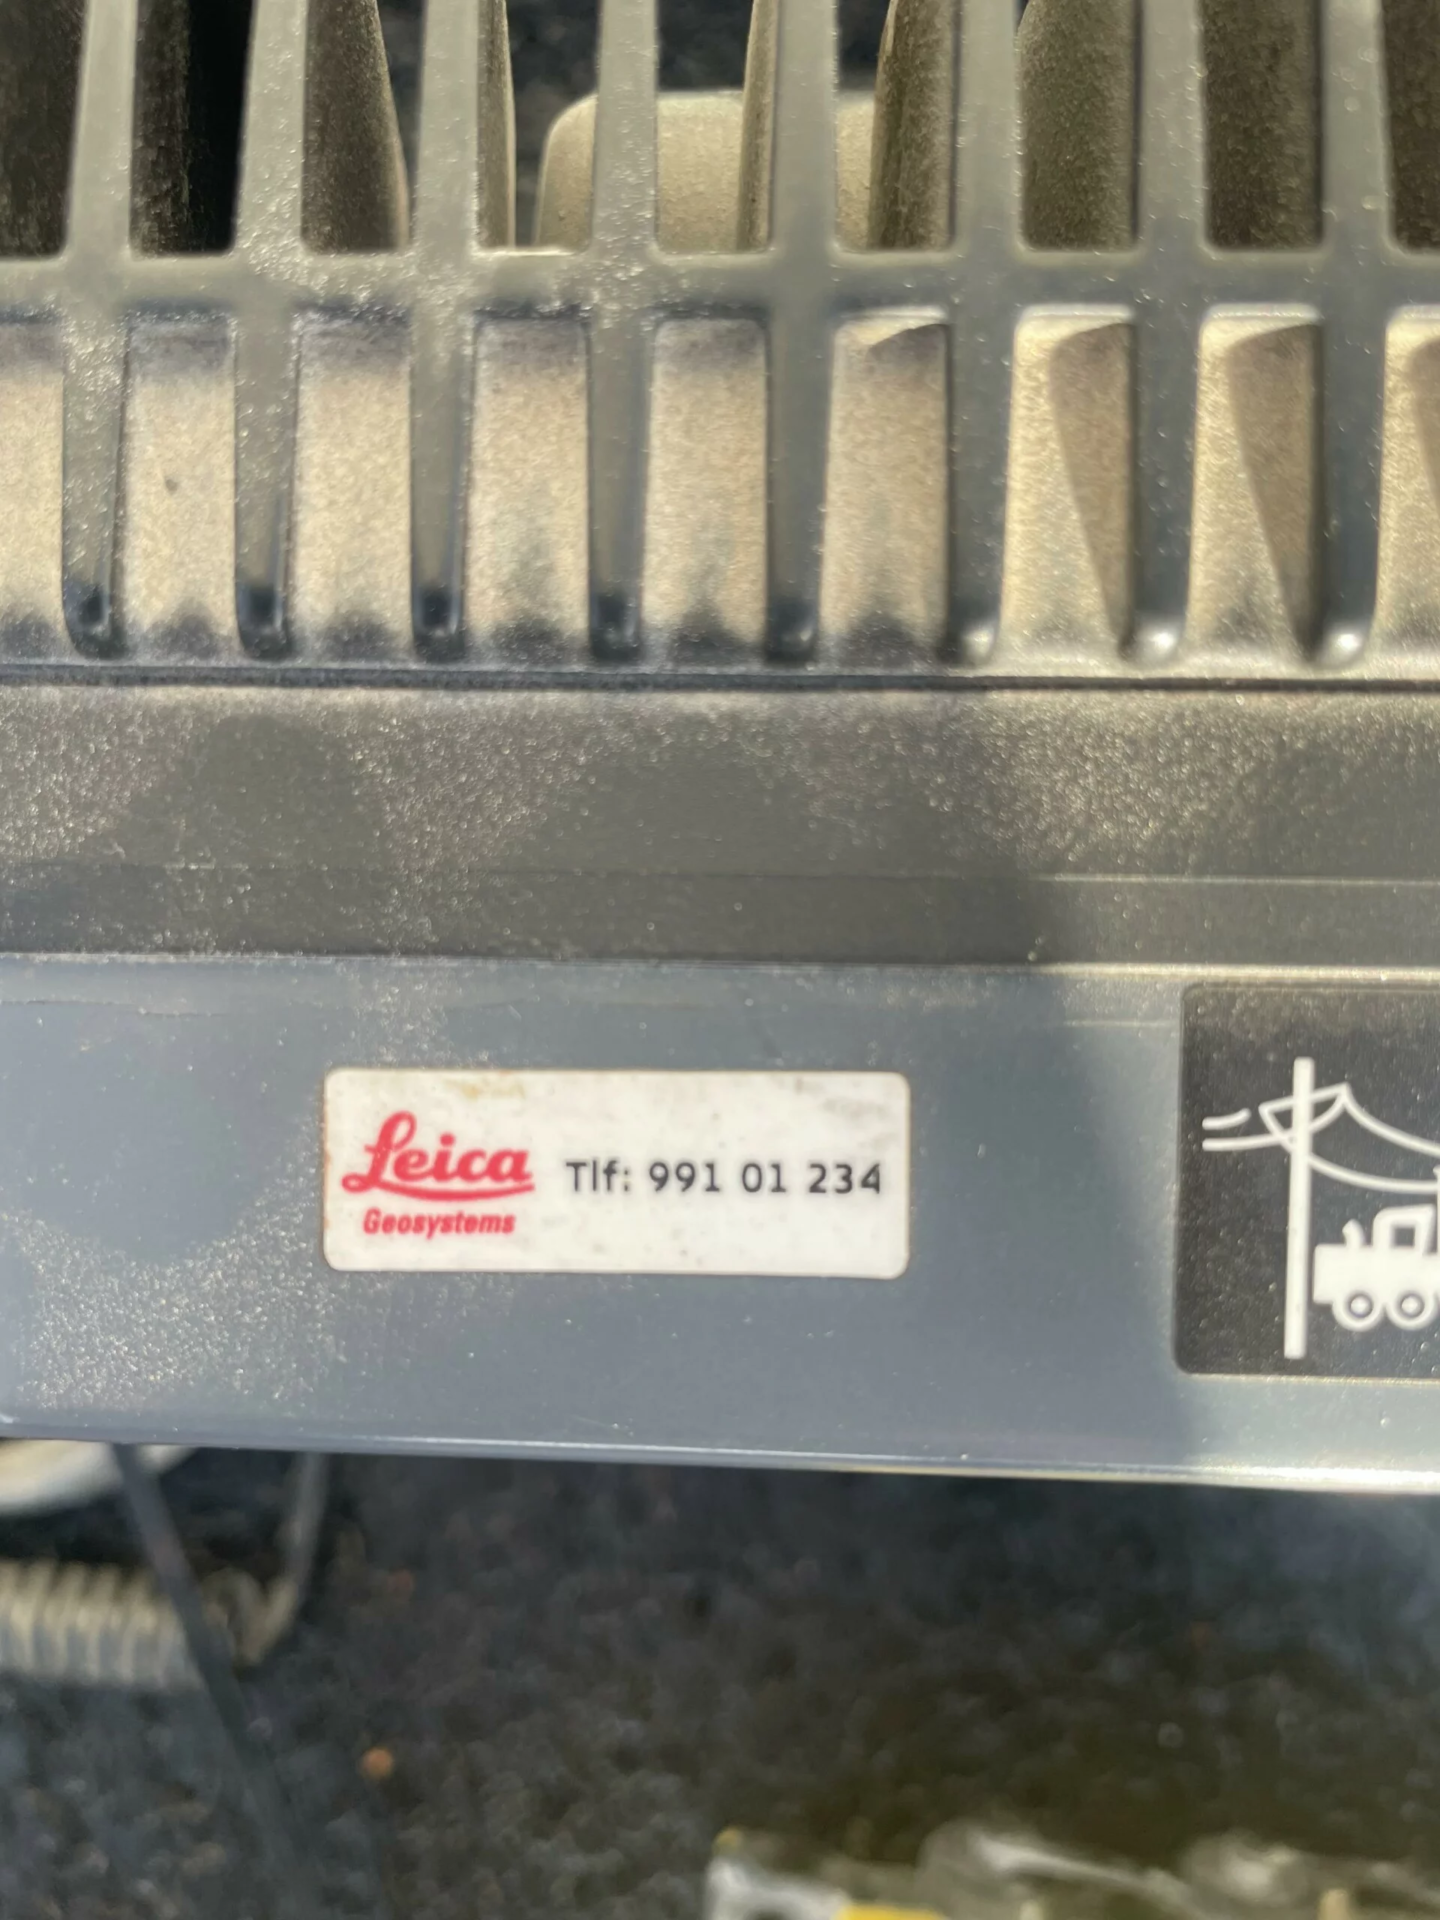 Leica
Geosystems
Tlf: 991 01 234